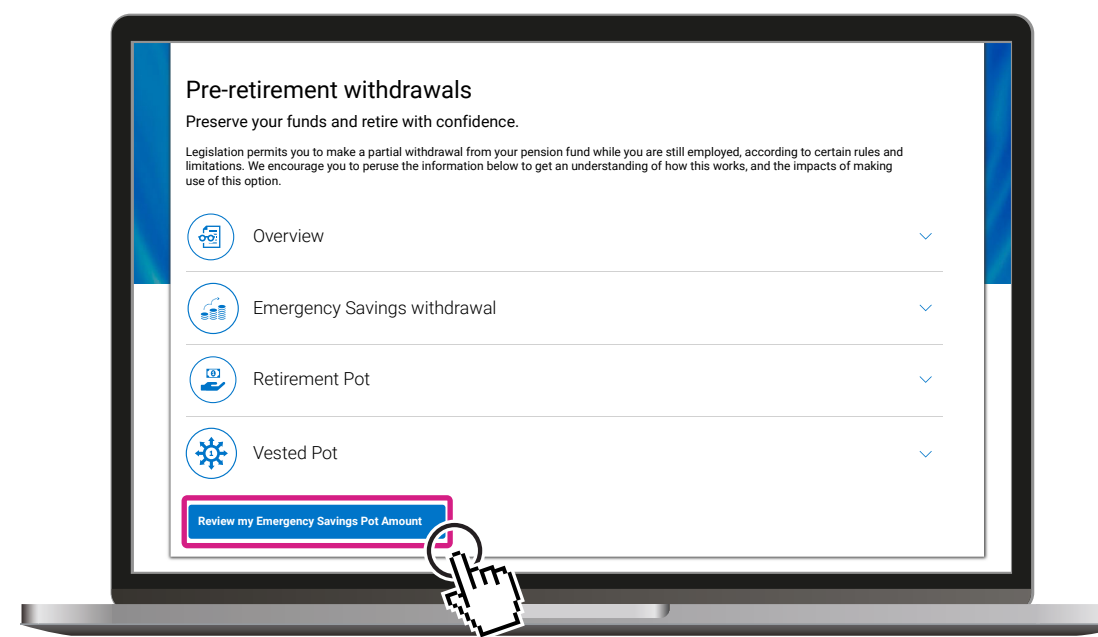 Pre-retirement withdrawals
Preserve your funds and retire with confidence.
Legislation permits you to make a partial withdrawal from your pension fund while you are still employed, according to certain rules and
limitations. We encourage you to peruse the information below to get an understanding of how this works, and the impacts of making
use of this option.
Overview
Emergency Savings withdrawal
Retirement Pot
Vested Pot
Review my Emergency Savings Pot Amount